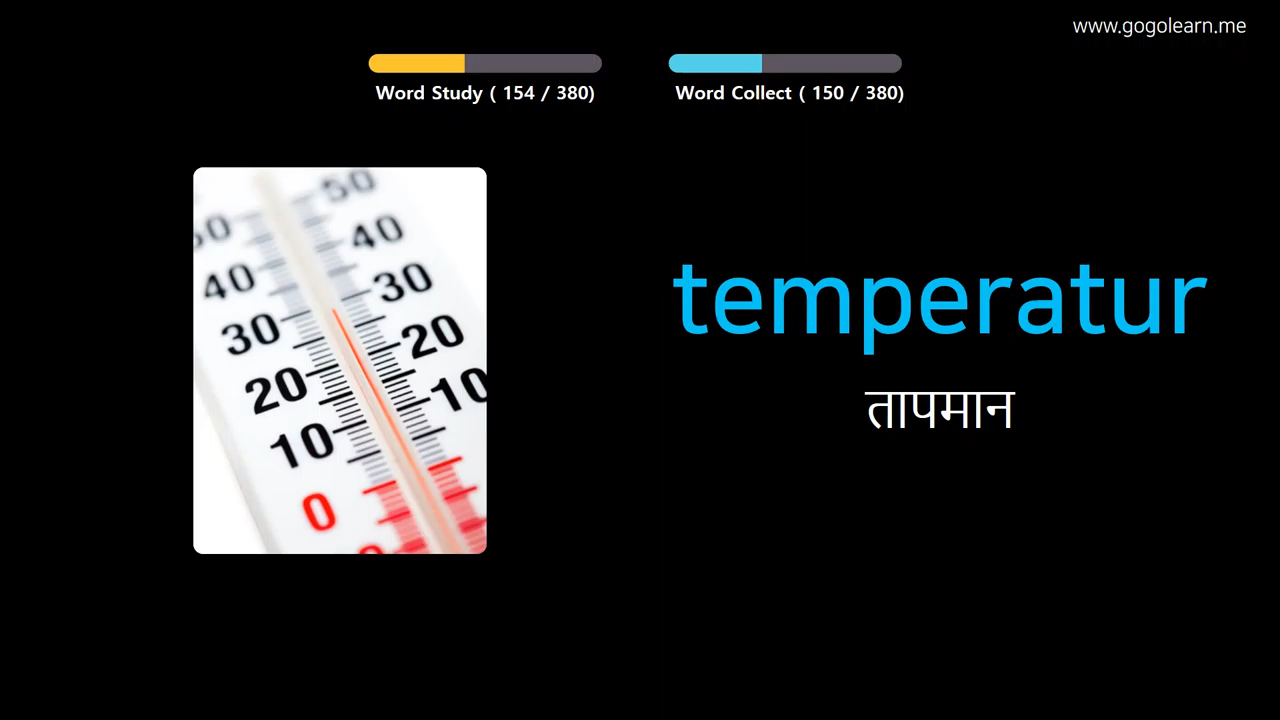 www.gogolearn.me
Word Study ( 154 / 380)
Word Collect ( 150 / 380)
50
40
40
30
30
20
20
10
10
0
temperatur
तापमान